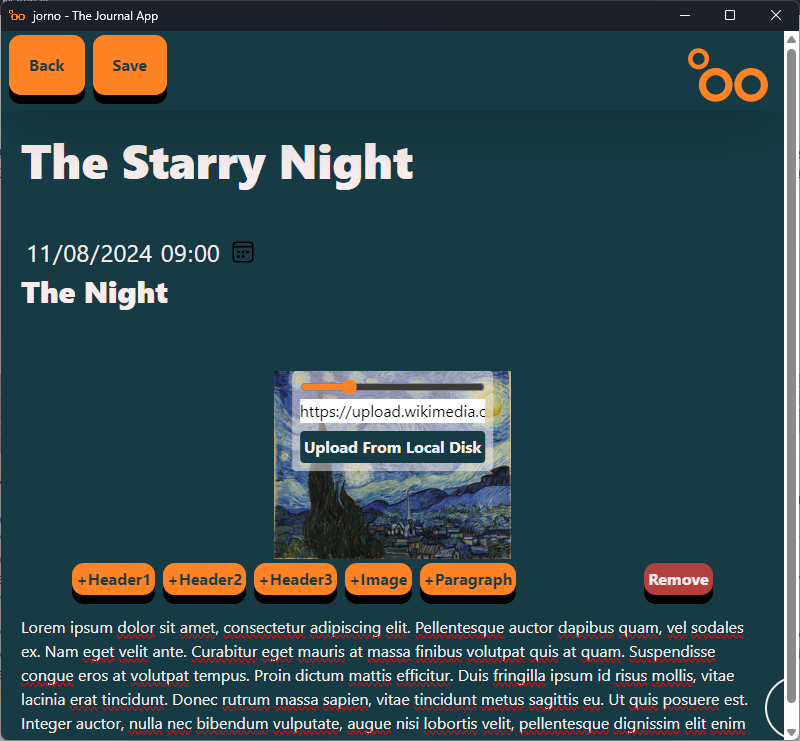 jorno - The Journal App
Back Save
The Starry Night
11/08/2024 09:00
The Night
https://upload.wikimedia.c
Upload From Local Disk
+Header1 +Header2 +Header3 +Image +Paragraph Remove
Lorem ipsum dolor sit amet, consectetur adipiscing elit. Pellentesque auctor dapibus quam, vel sodales
ex. Nam eget velit ante. Curabitur eget mauris at massa finibus volutpat quis at quam. Suspendisse
congue eros at volutpat tempus. Proin dictum mattis efficitur. Duis fringilla ipsum id risus mollis, vitae
lacinia erat tincidunt. Donec rutrum massa sapien, vitae tincidunt metus sagittis eu. Ut quis posuere est.
Integer auctor, nulla nec bibendum vulputate, augue nisi lobortis velit, pellentesque dignissim elit enim